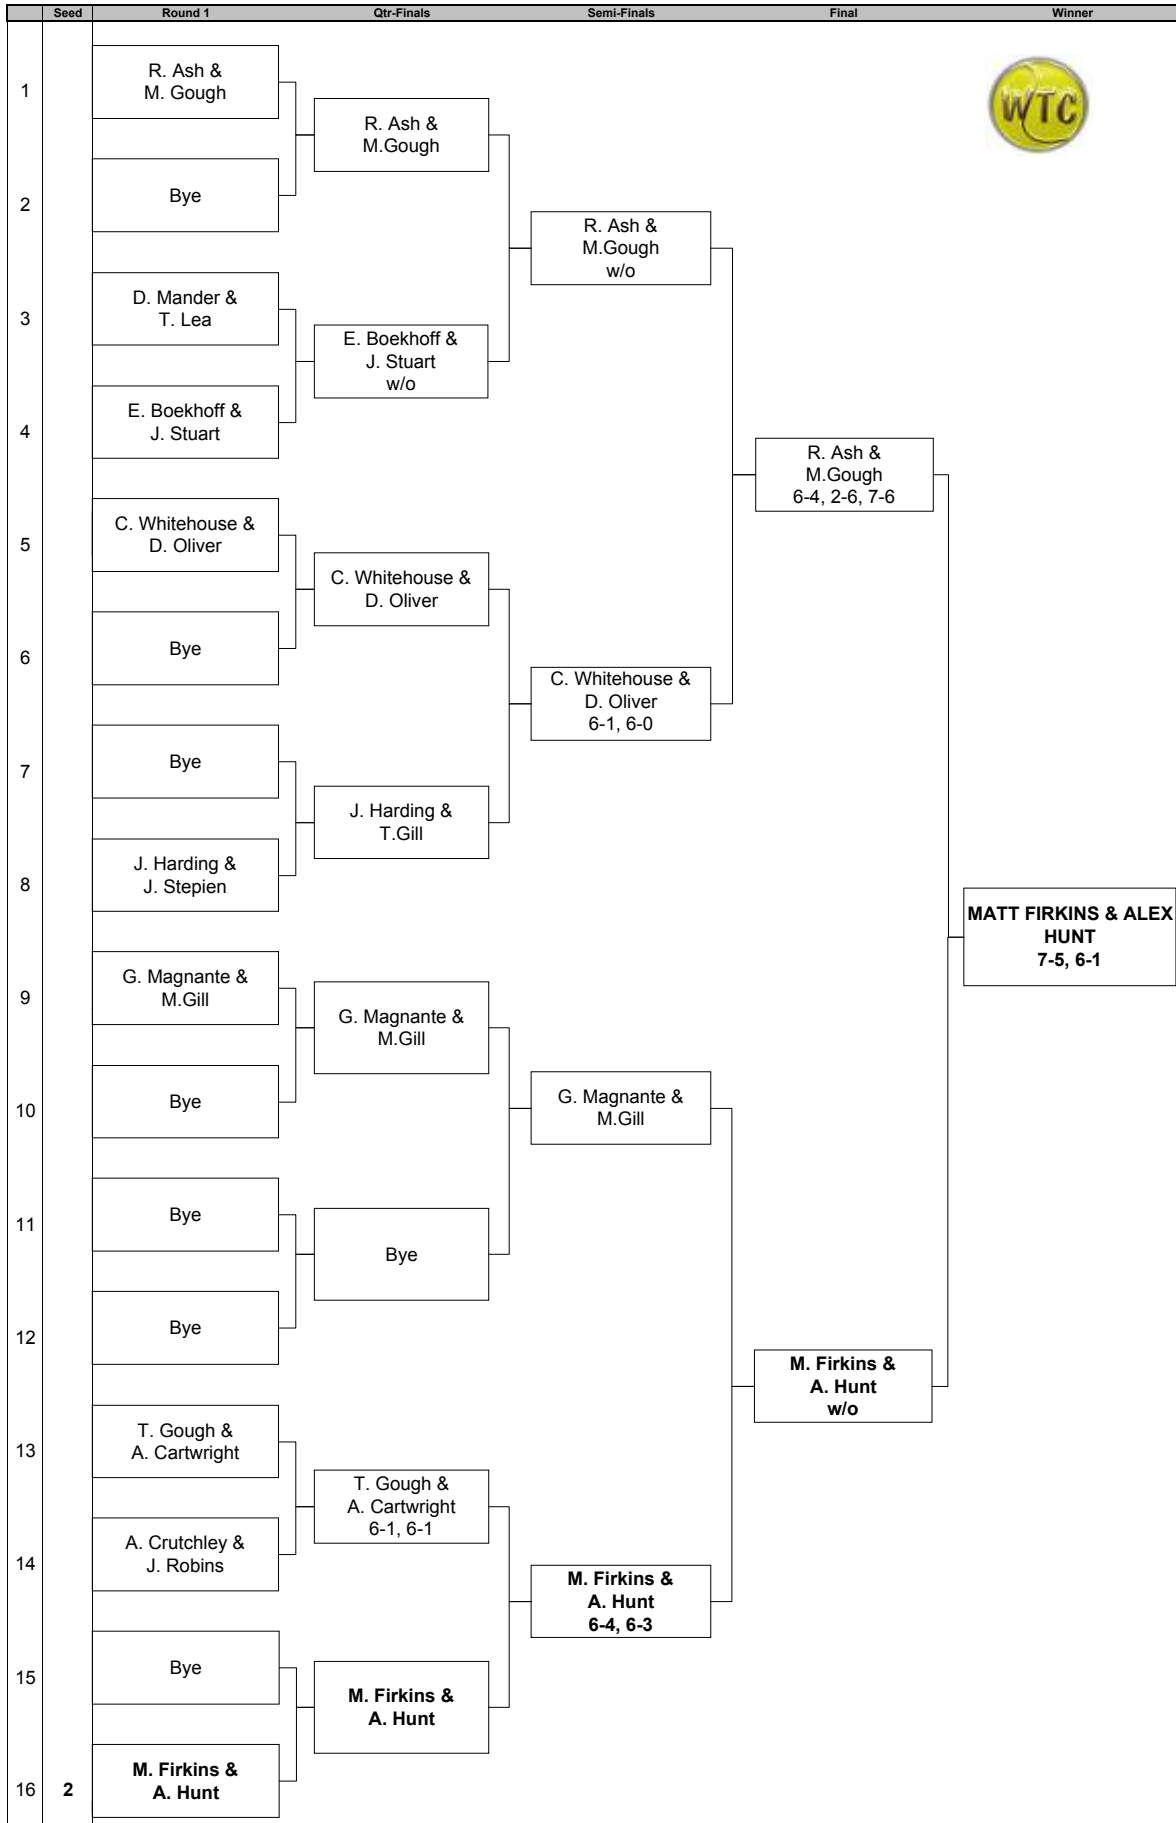 Seed Round 1 Qtr-Finals Semi-Finals Final Winner
WTC
1
R. Ash &
M. Gough
2
Bye
3
D. Mander &
T. Lea
4
E. Boekhoff &
J. Stuart
5
C. Whitehouse &
D. Oliver
6
Bye
7
Bye
8
J. Harding &
J. Stepien
9
G. Magnante &
M.Gill
10
Bye
11
Bye
12
Bye
13
T. Gough &
A. Cartwright
14
A. Crutchley &
J. Robins
15
Bye
16 2
M. Firkins &
A. Hunt
R. Ash &
M.Gough
E. Boekhoff &
J. Stuart
w/o
C. Whitehouse &
D. Oliver
J. Harding &
T.Gill
G. Magnante &
M.Gill
Bye
T. Gough &
A. Cartwright
6-1, 6-1
M. Firkins &
A. Hunt
R. Ash &
M.Gough
w/o
C. Whitehouse &
D. Oliver
6-1, 6-0
G. Magnante &
M.Gill
M. Firkins &
A. Hunt
6-4, 6-3
R. Ash &
M.Gough
6-4, 2-6, 7-6
M. Firkins &
A. Hunt
w/o
MATT FIRKINS & ALEX
HUNT
7-5, 6-1